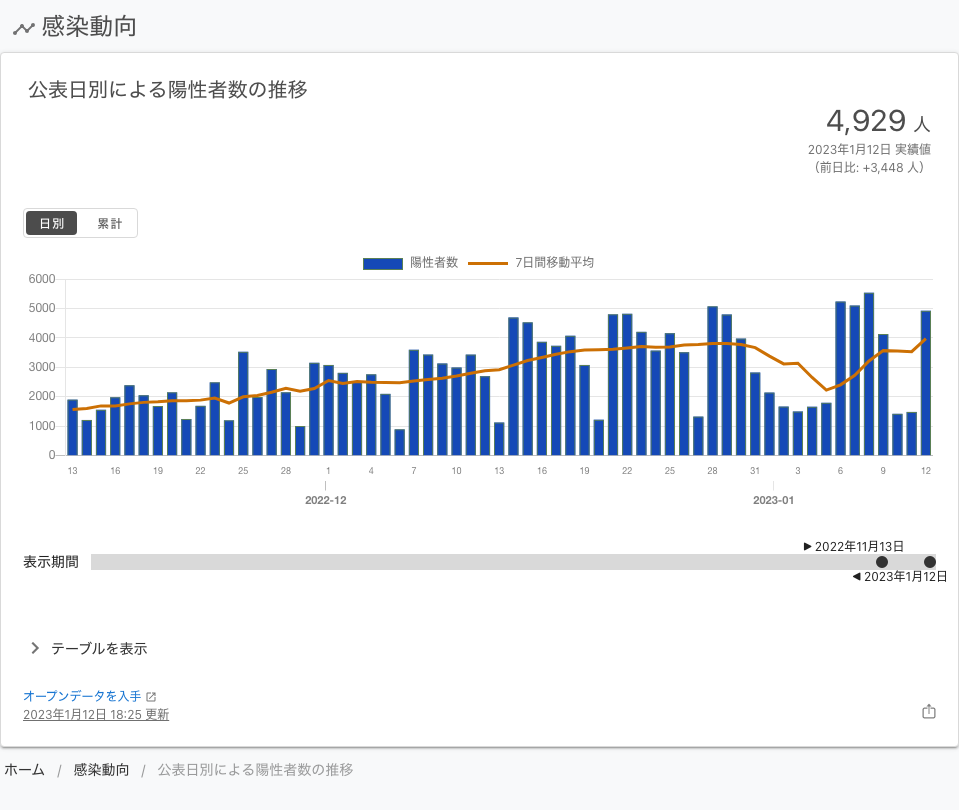 感染動向
公表日別による陽性者数の推移
4,929 人
2023年1月12日 実績値
（前日比: +3,448 人）
日別 累計
陽性者数 7日間移動平均
6000
5000
4000
3000
2000
1000
0
13 16 19 22 25 28 1 4 7 10 13 16 19 22 25 28 31 3 6 9 12
2022-12 2023-01
▶ 2022年11月13日
表示期間
◀ 2023年1月12日
テーブルを表示
オープンデータを入手
2023年1月12日 18:25 更新
ホーム / 感染動向 / 公表日別による陽性者数の推移